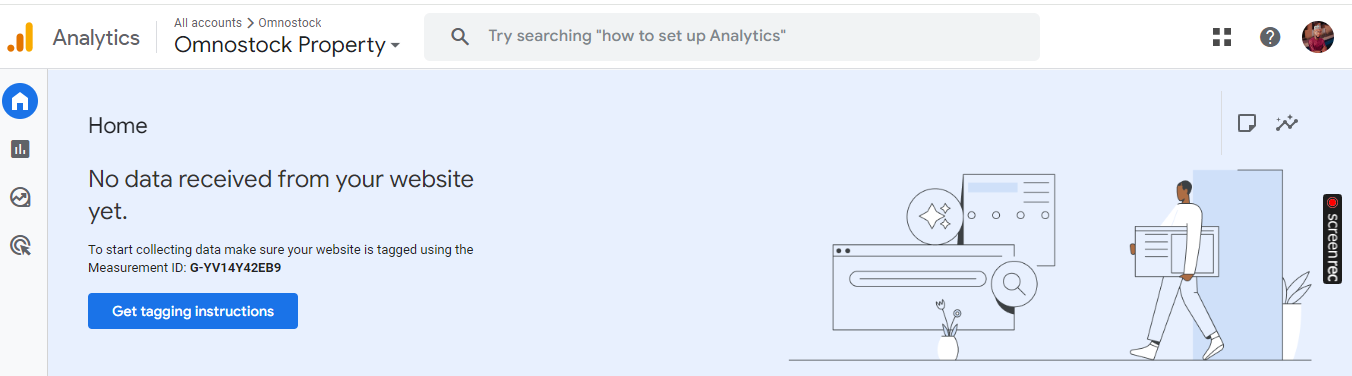 Analytics
All accounts > Omnostock
Omnostock Property
Try searching "how to set up Analytics"
Home
No data received from your website
yet.
To start collecting data make sure your website is tagged using the
Measurement ID: G-YV14Y42EB9
Get tagging instructions
screenrec